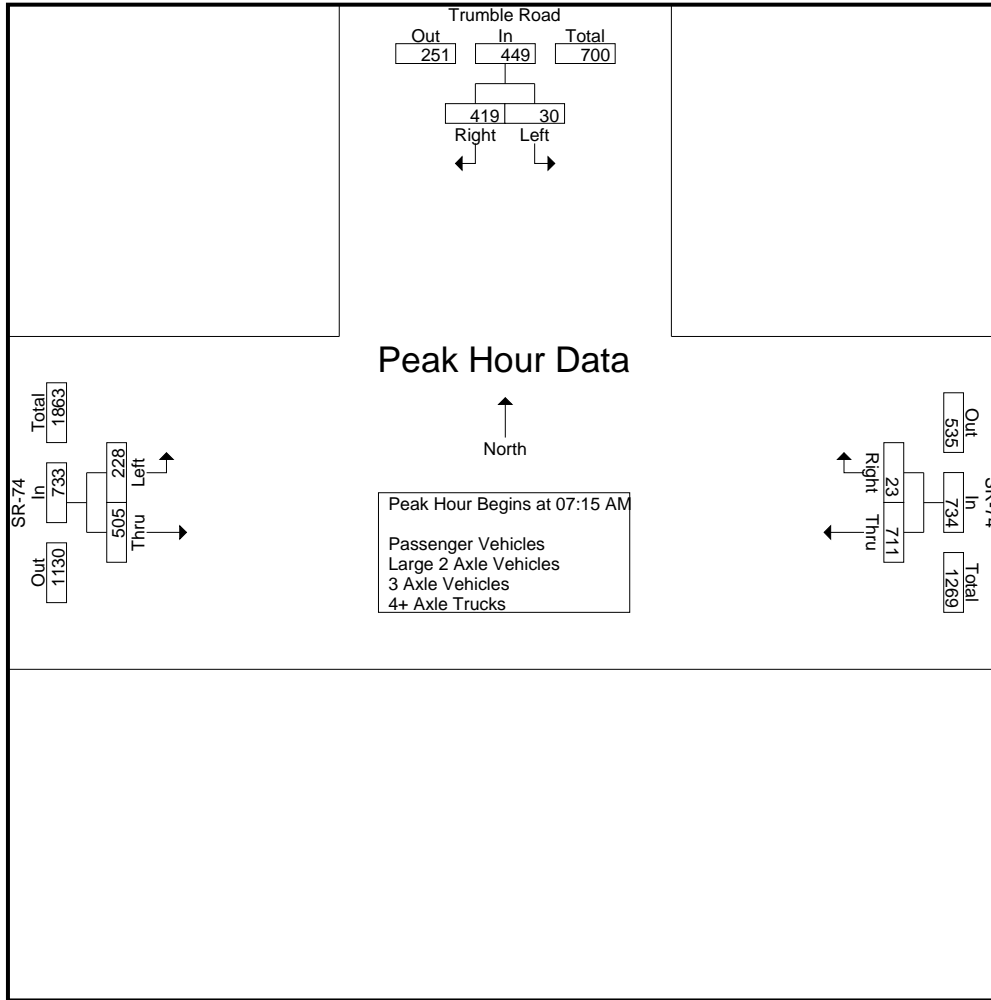 Trumble Road
Out In Total
251 449 700
419 30
Right Left
Peak Hour Data
North
Peak Hour Begins at 07:15 AM
Passenger Vehicles
Large 2 Axle Vehicles
3 Axle Vehicles
4+ Axle Trucks
SR-74
Out In Total
1130 733 1863
Left
228
Thru
505
SR-74
Out In Total
535 734 1269
Right Thru
23 711